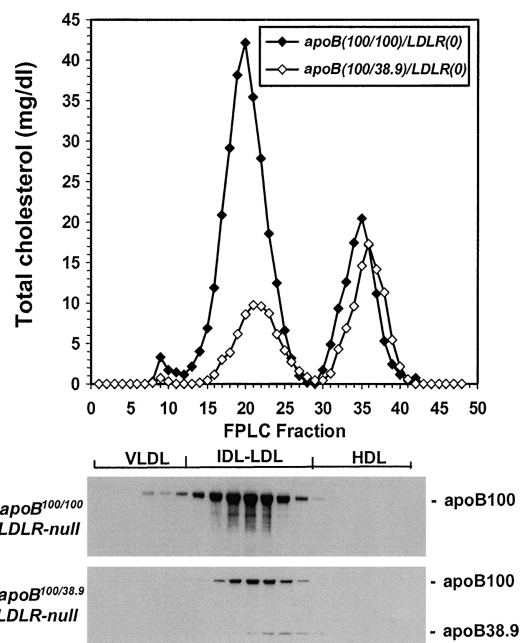 45
40
35
30
25
20
15
10
5
0
Total cholesterol (mg/dl)
apoB(100/100)/LDLR(0)
apoB(100/38.9)/LDLR(0)
0 5 10 15 20 25 30 35 40 45 50
FPLC Fraction
VLDL IDL-LDL HDL
apoB100/100
LDLR-null
- apoB100
apoB100/38.9
LDLR-null
- apoB100
- apoB38.9